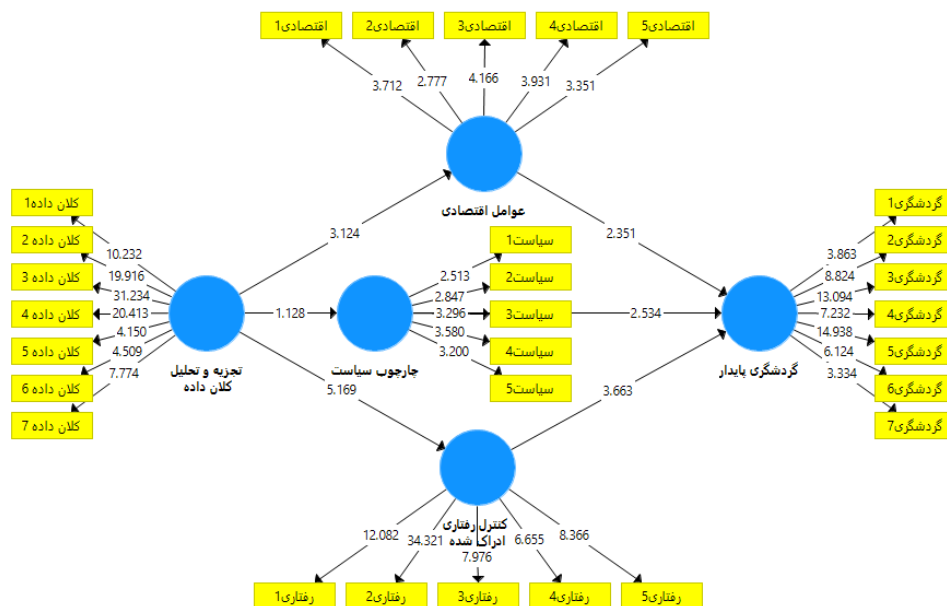 اقتصادی1
اقتصادی2
اقتصادی3
اقتصادی4
اقتصادی5
3.712
2.777
4.166
3.931
3.351
عوامل اقتصادی
کلان داده1
کلان داده 2
کلان داده 3
کلان داده 4
کلان داده 5
کلان داده 6
کلان داده 7
10.232
19.916
31.234
20.413
4.150
4.509
7.774
تجزیه و تحلیل
کلان داده
3.124
1.128
5.169
چارچوب سیاست
2.513
2.847
3.296
3.580
3.200
سیاست1
سیاست2
سیاست3
سیاست4
سیاست5
2.351
2.534
3.663
گردشگری پایدار
3.863
8.824
13.094
7.232
14.938
6.124
3.334
گردشگری1
گردشگری2
گردشگری3
گردشگری4
گردشگری5
گردشگری6
گردشگری7
کنترل رفتاری
ادراک شده
12.082
34.321
7.976
6.655
8.366
رفتاری1
رفتاری2
رفتاری3
رفتاری4
رفتاری5